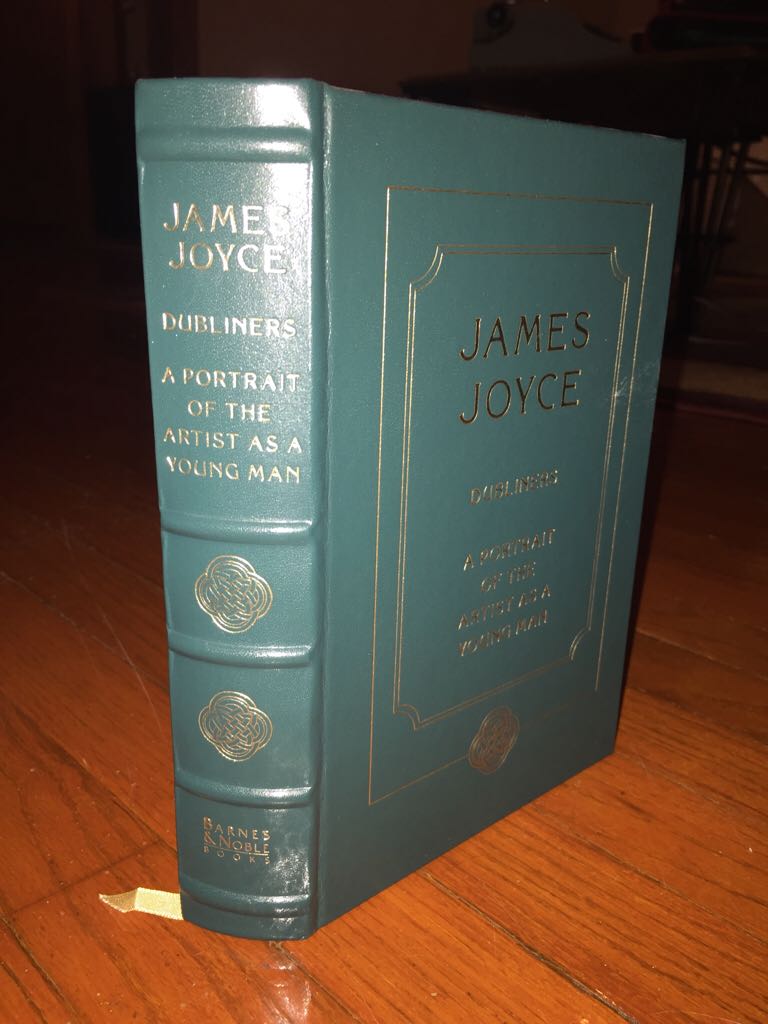 JAMES
JOYCE
DUBLINERS
A PORTRAIT
OF THE
ARTIST AS A
YOUNG MAN
BARNES
& NOBLE
BOOKS
JAMES
JOYCE
DUBLINERS
A PORTRAIT
OF THE
ARTIST AS A
YOUNG MAN